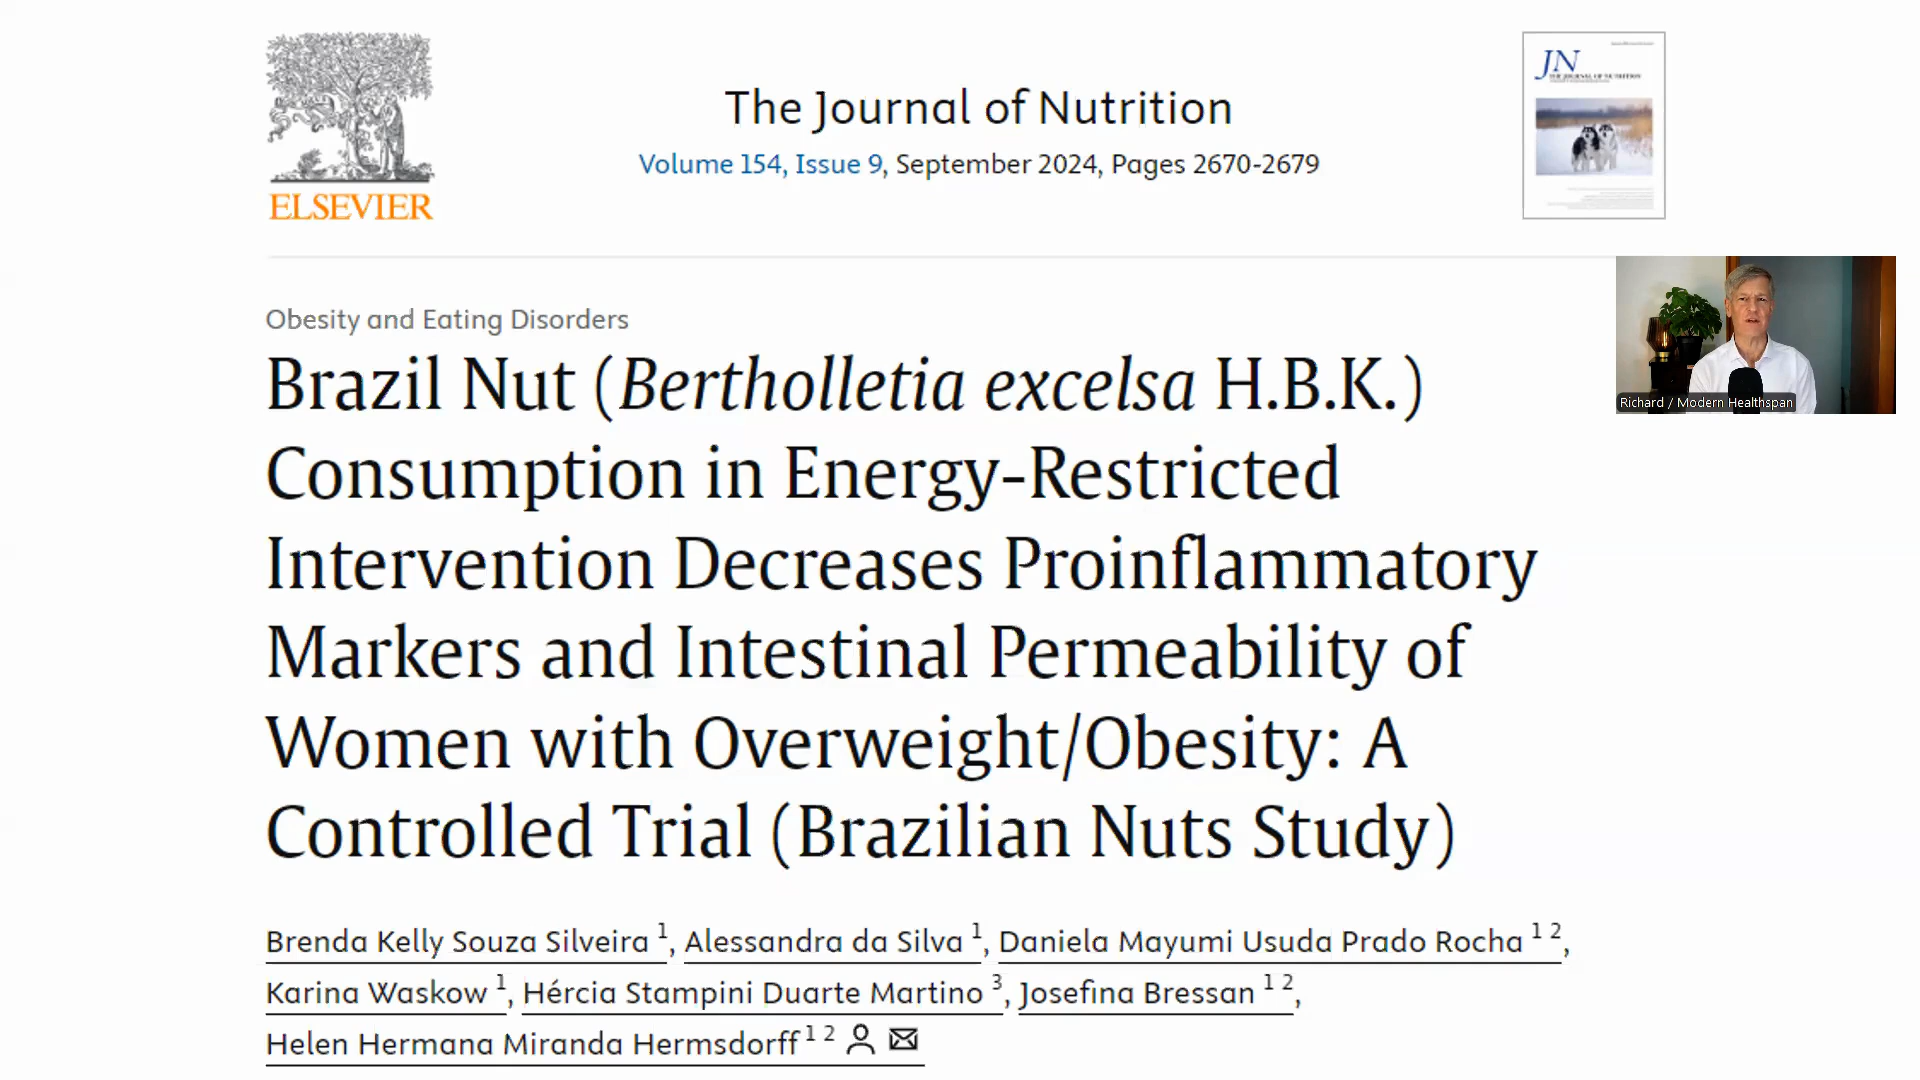 ELSEVIER
The Journal of Nutrition
Volume 154, Issue 9, September 2024, Pages 2670-2679
JN
THE JOURNAL OF NUTRITION
Obesity and Eating Disorders
Brazil Nut (Bertholletia excelsa H.B.K.)
Consumption in Energy-Restricted
Intervention Decreases Proinflammatory
Markers and Intestinal Permeability of
Women with Overweight/Obesity: A
Controlled Trial (Brazilian Nuts Study)
Richard / Modern Healthspan
Brenda Kelly Souza Silveira 1, Alessandra da Silva 1, Daniela Mayumi Usuda Prado Rocha 1 2,
Karina Waskow 1, Hércia Stampini Duarte Martino 3, Josefina Bressan 1 2,
Helen Hermana Miranda Hermsdorff 1 2